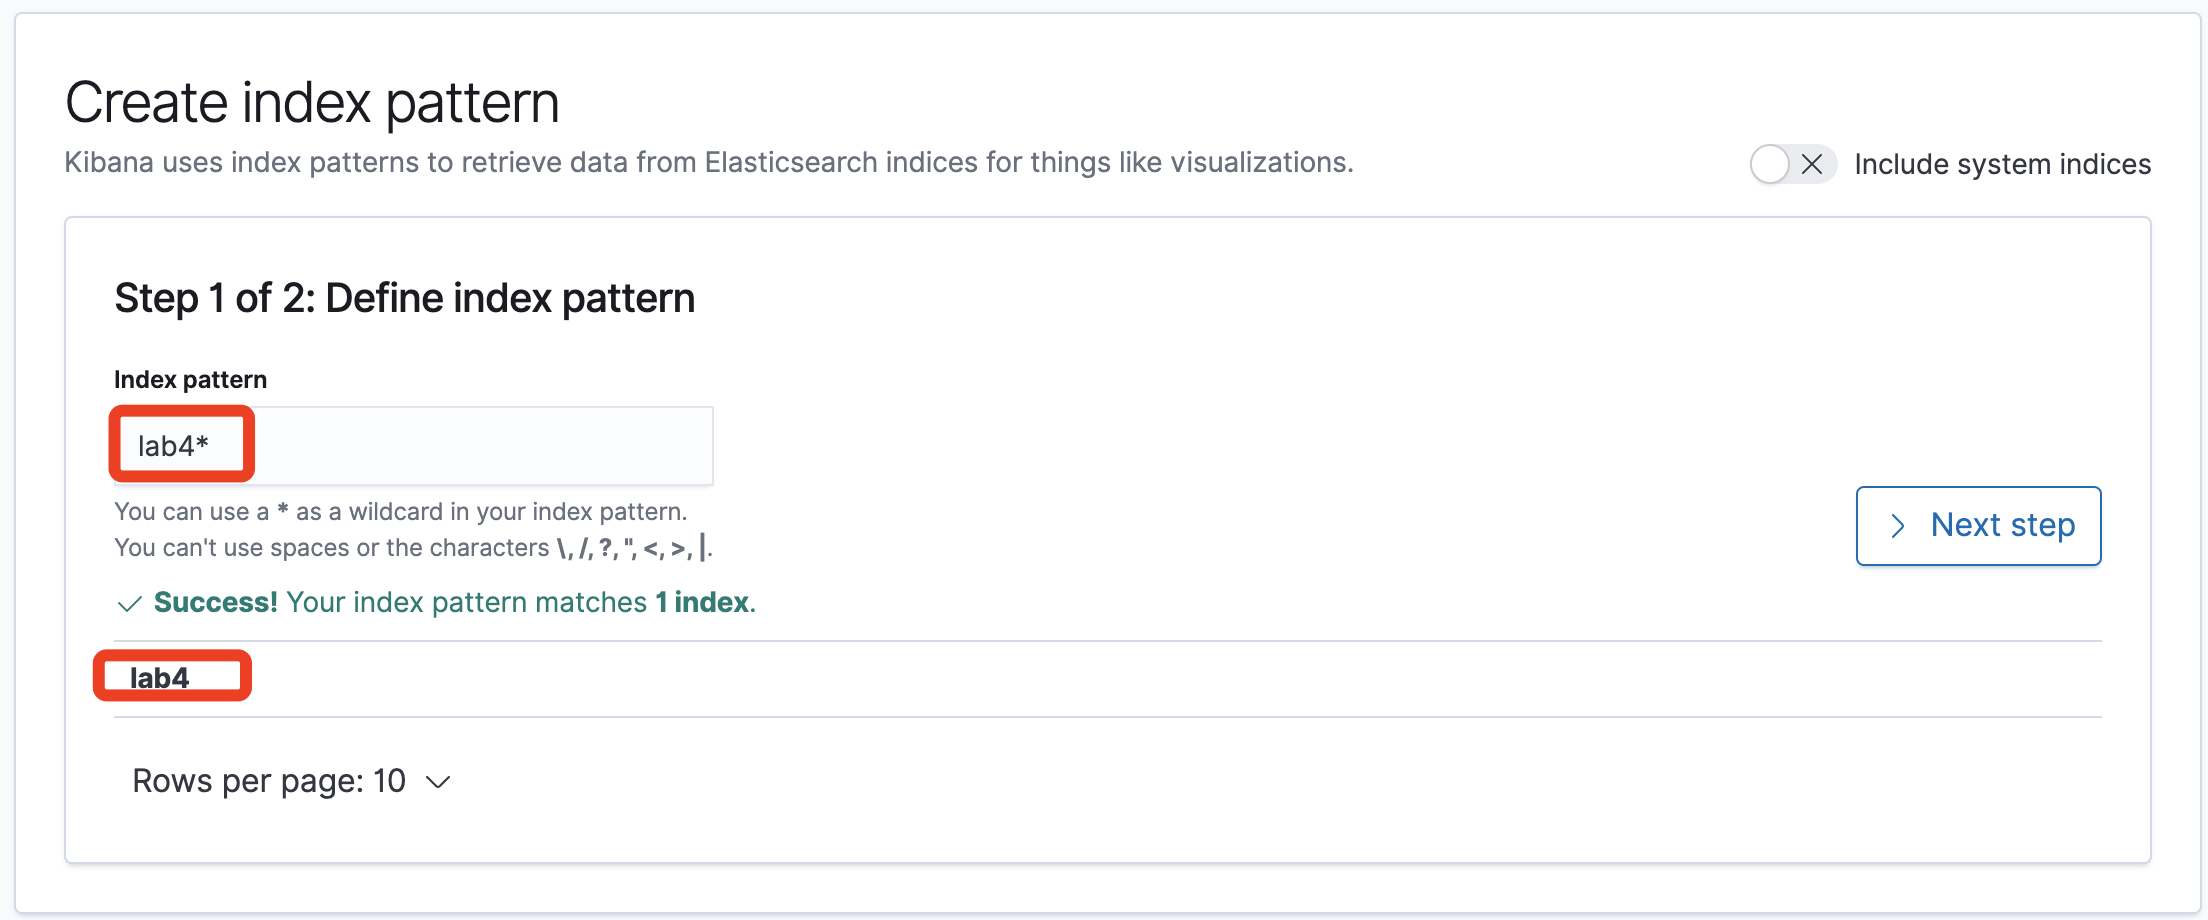 Create index pattern
Kibana uses index patterns to retrieve data from Elasticsearch indices for things like visualizations.
Include system indices
Step 1 of 2: Define index pattern
Index pattern
lab4*
You can use a * as a wildcard in your index pattern.
You can't use spaces or the characters \, /, ?, ", <, >, |.
Next step
Success! Your index pattern matches 1 index.
lab4
Rows per page: 10